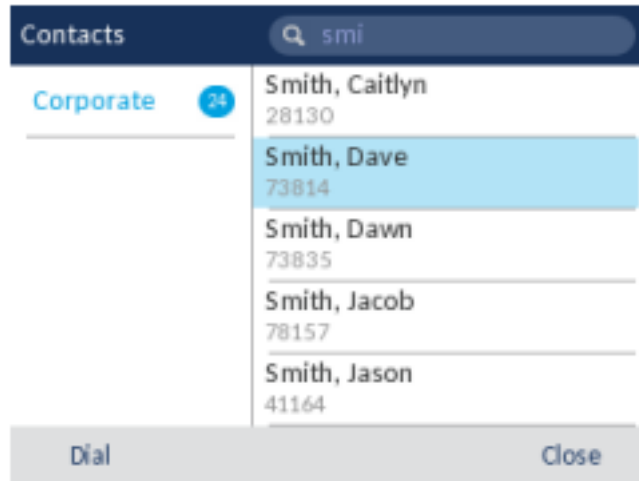 Contacts
smi
Corporate 24
Smith, Caitlyn
28130
Smith, Dave
73814
Smith, Dawn
73835
Smith, Jacob
78157
Smith, Jason
41164
Dial
Close